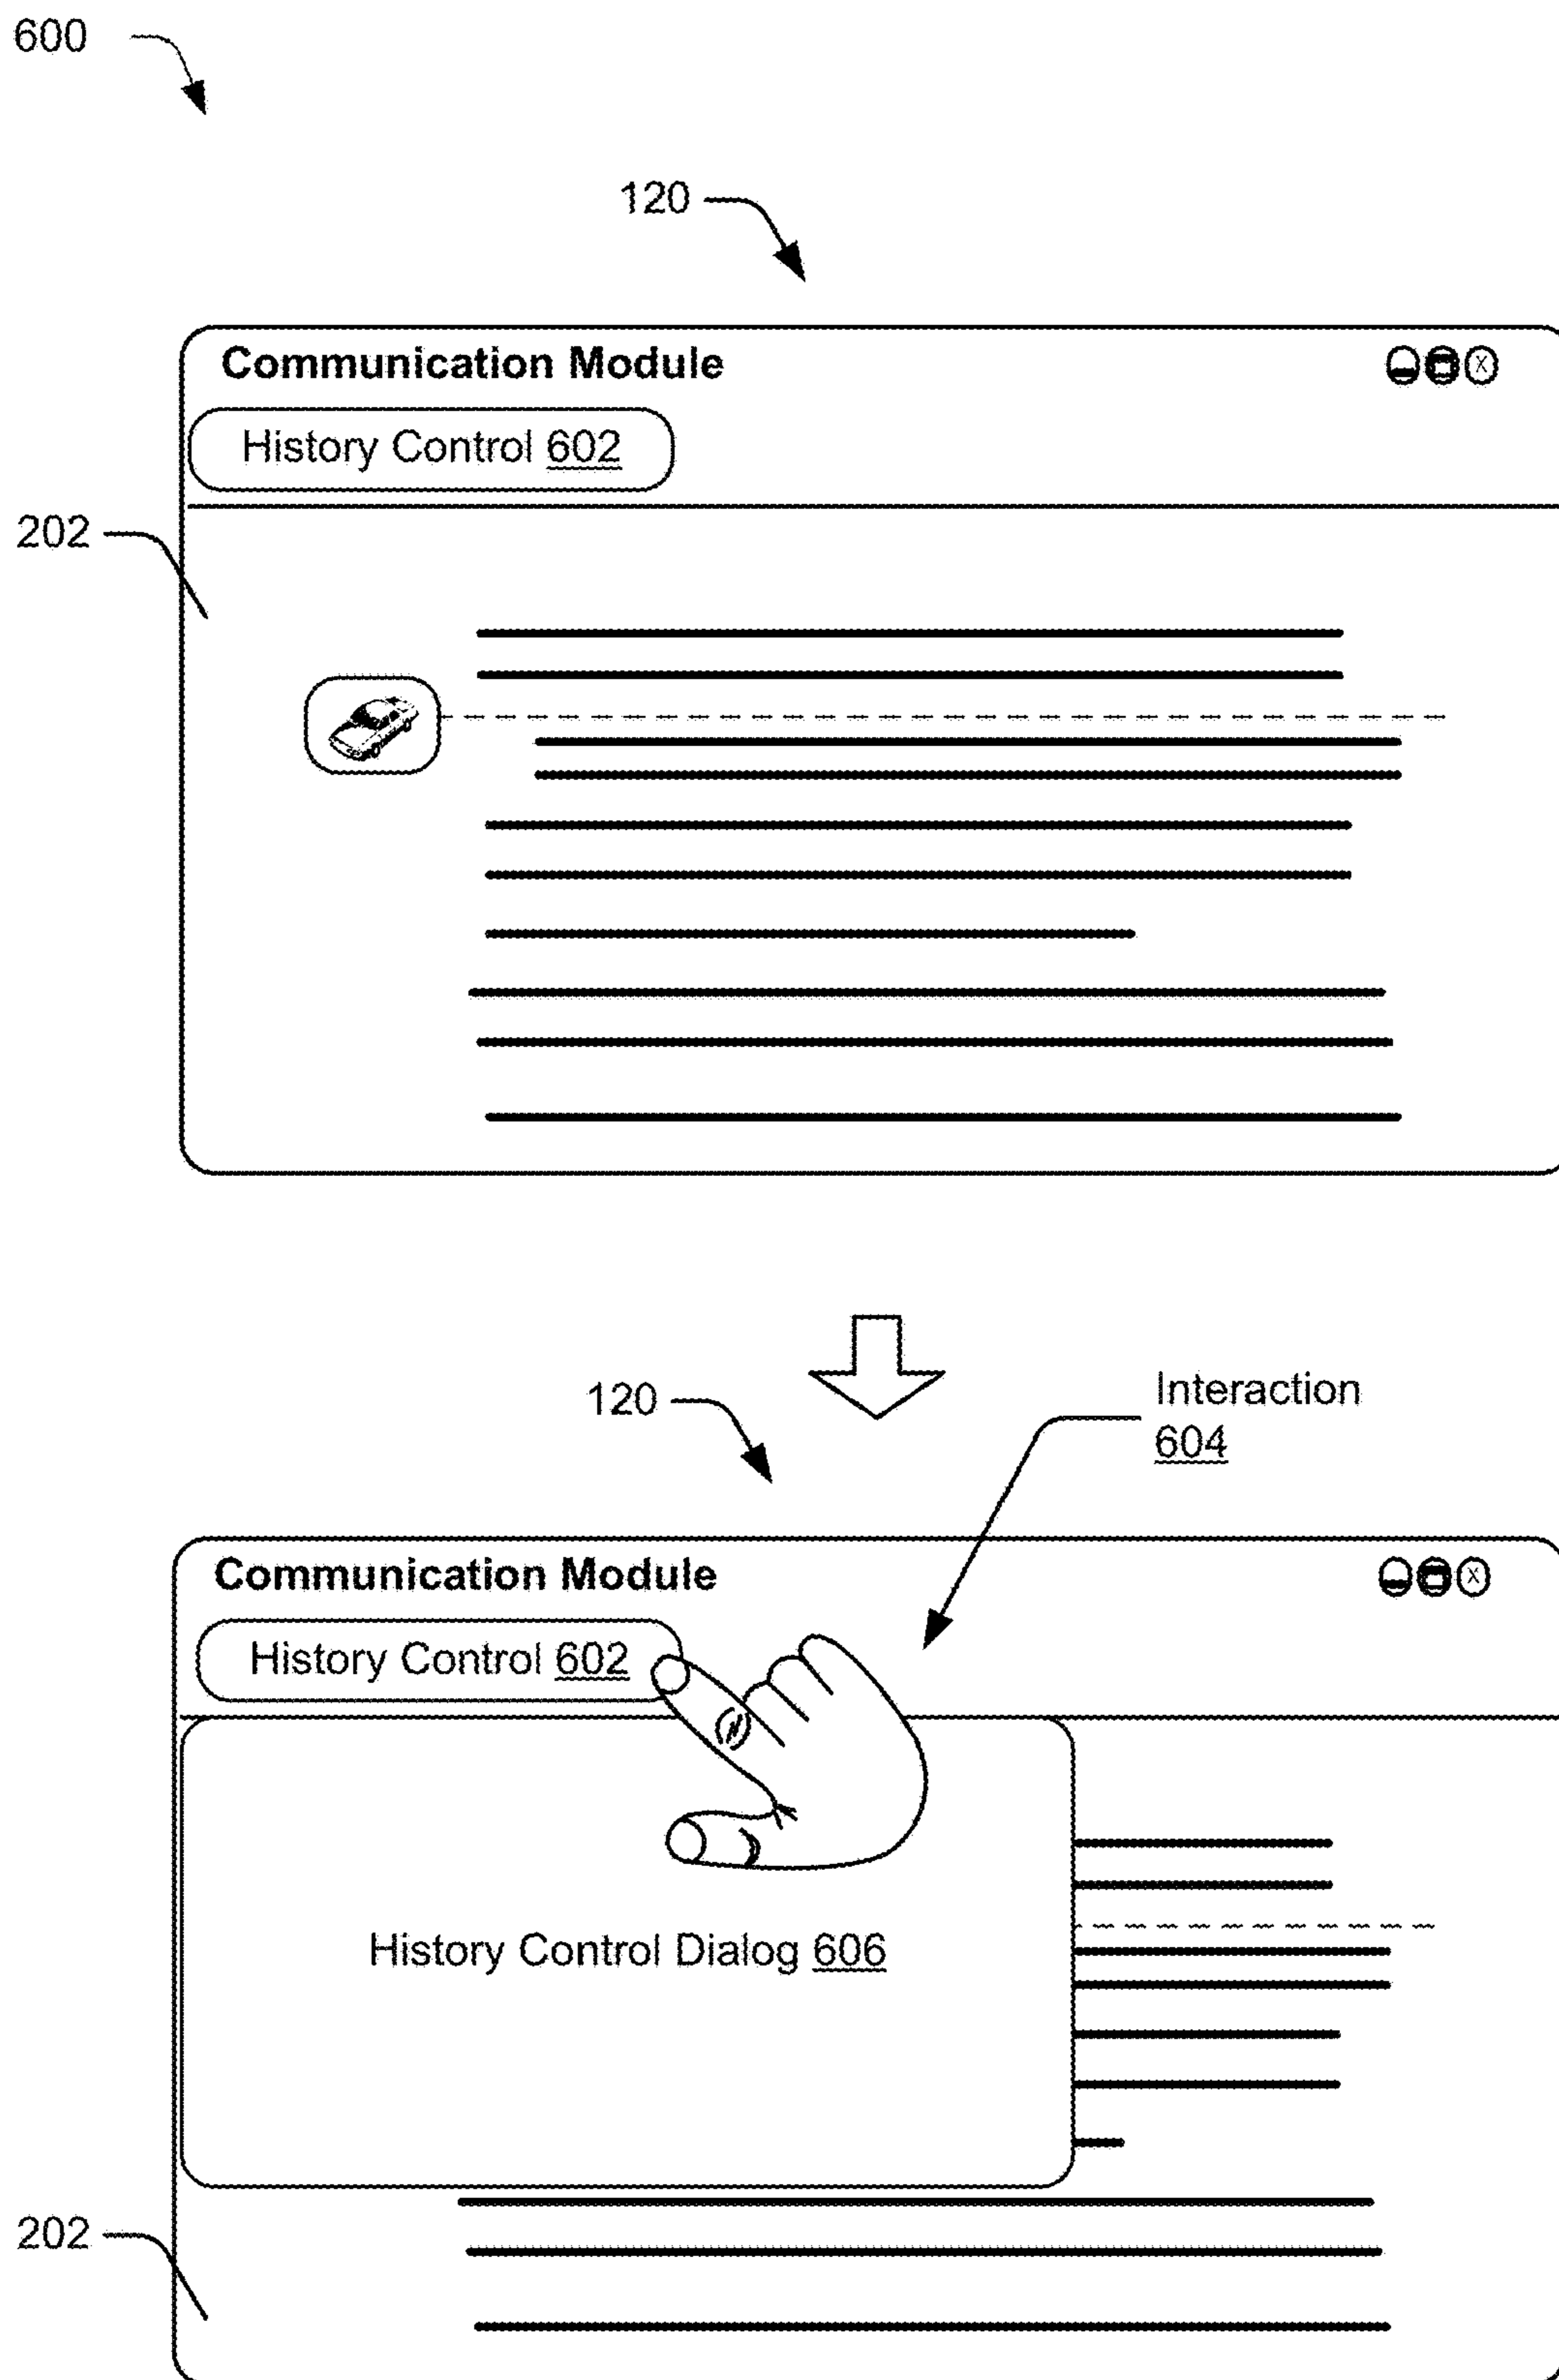 600
120
Communication Module
X
History Control 602
202
120
Interaction
604
Communication Module
X
History Control 602
History Control Dialog 606
202